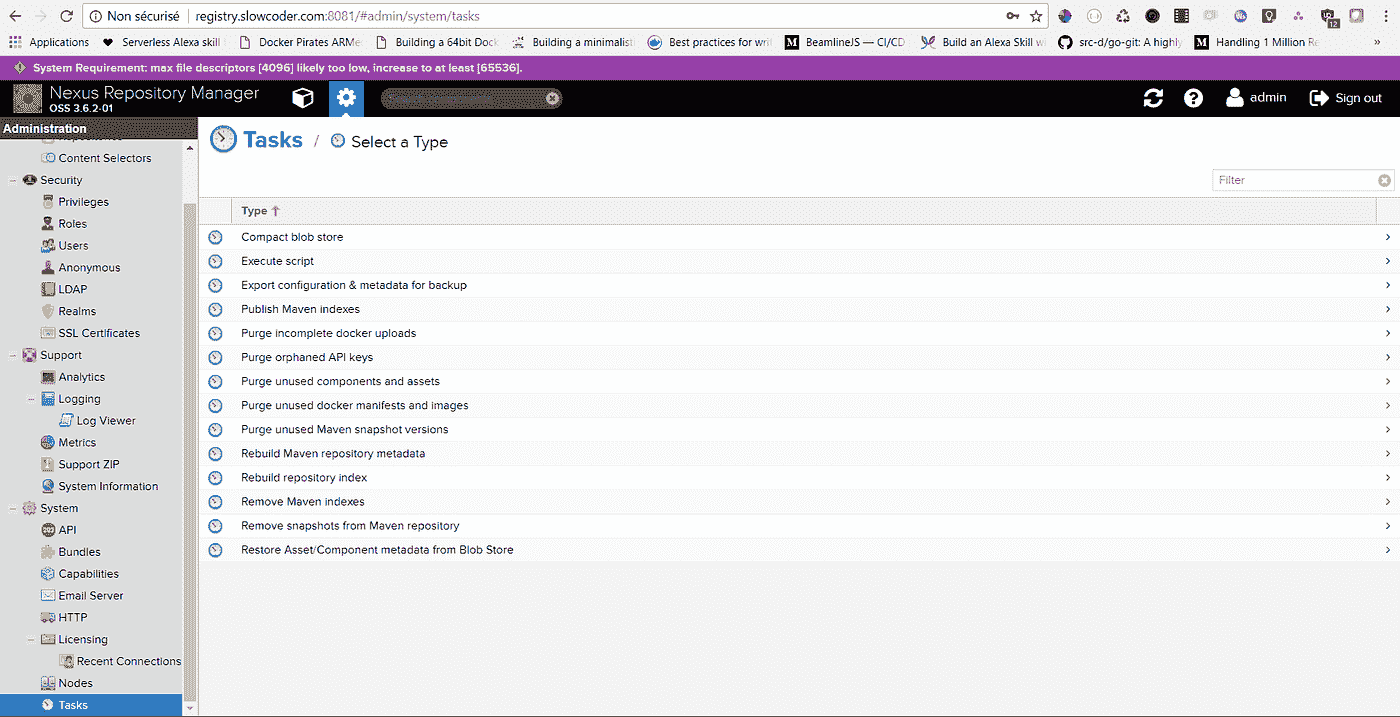 Non sécurisé | registry.slowcoder.com:8081/#admin/system/tasks
Applications Serverless Alexa skill Docker Pirates ARMe Building a 64bit Dock Building a minimalist Best practices for wri BeamlineJS — CI/CD Build an Alexa Skill wi src-d/go-git: A highly Handling 1 Million Re »
System Requirement: max file descriptors [4096] likely too low, increase to at least [65536].
Nexus Repository Manager
OSS 3.6.2-01
admin Sign out
12
Administration
Tasks / Select a Type
Content Selectors
Security
Privileges
Roles
Users
Anonymous
LDAP
Realms
SSL Certificates
Support
Analytics
Logging
Log Viewer
Metrics
Support ZIP
System Information
System
API
Bundles
Capabilities
Email Server
HTTP
Licensing
Recent Connections
Nodes
Tasks
Filter
Type
Compact blob store
Execute script
Export configuration & metadata for backup
Publish Maven indexes
Purge incomplete docker uploads
Purge orphaned API keys
Purge unused components and assets
Purge unused docker manifests and images
Purge unused Maven snapshot versions
Rebuild Maven repository metadata
Rebuild repository index
Remove Maven indexes
Remove snapshots from Maven repository
Restore Asset/Component metadata from Blob Store